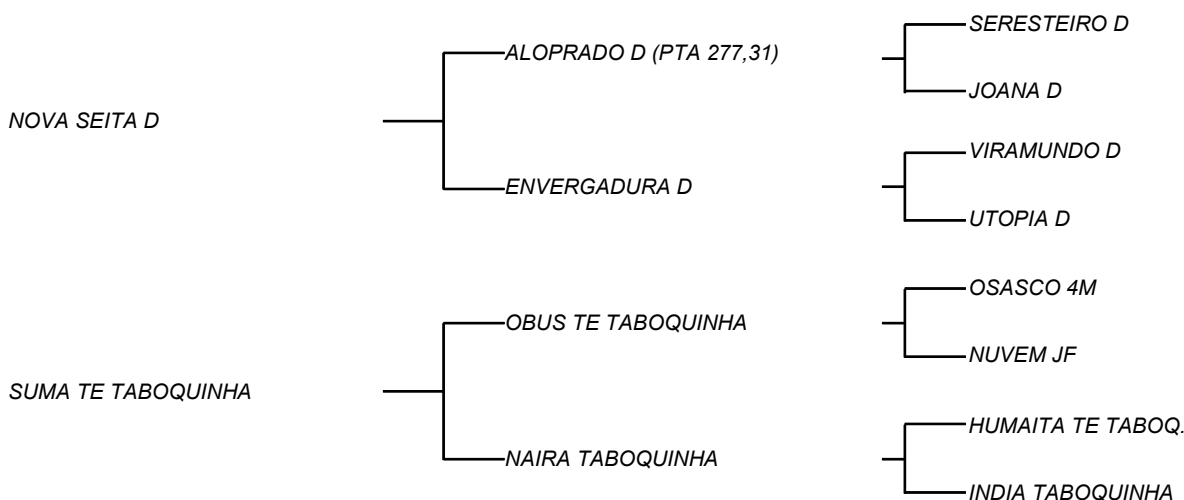 SERESTEIRO D
ALOPRADO D (PTA 277,31)
JOANA D
NOVA SEITA D
VIRAMUNDO D
ENVERGADURA D
UTOPIA D
OSASCO 4M
OBUS TE TABOQUINHA
NUVEM JF
SUMA TE TABOQUINHA
HUMAITA TE TABOQ.
NAIRA TABOQUINHA
INDIA TABOQUINHA